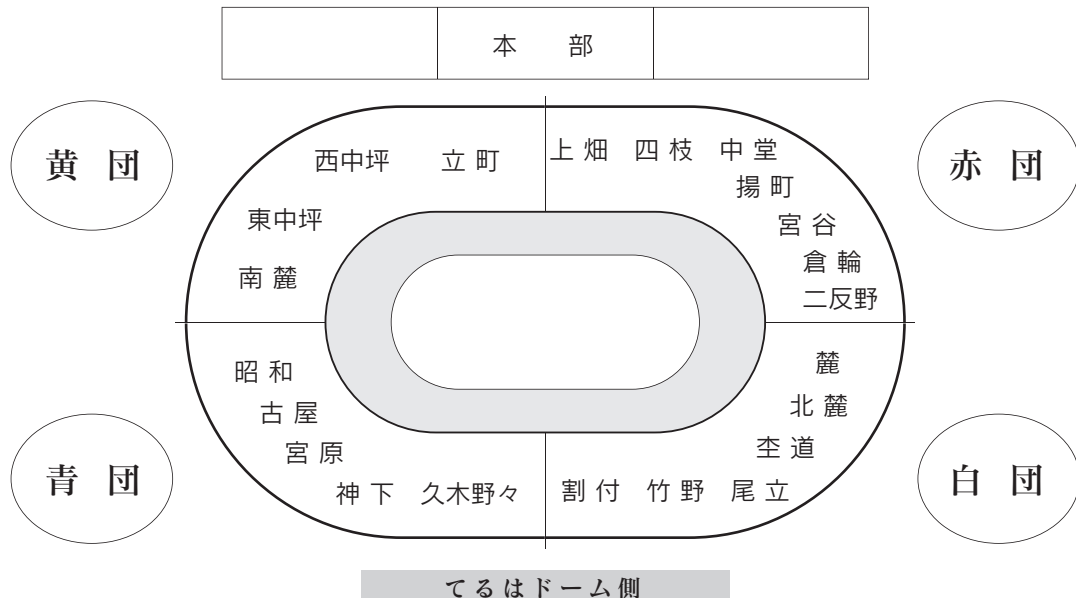 本 部
黄 団
赤 団
西中坪 立 町
上 畑 四 枝 中 堂
揚 町
東中坪
宮 谷
南 麓
倉 輪
二反野
昭 和
古 屋
宮 原
神 下 久木野々
麓
北 麓
杢 道
割 付 竹 野 尾 立
青 団
白 団
てるはドーム側